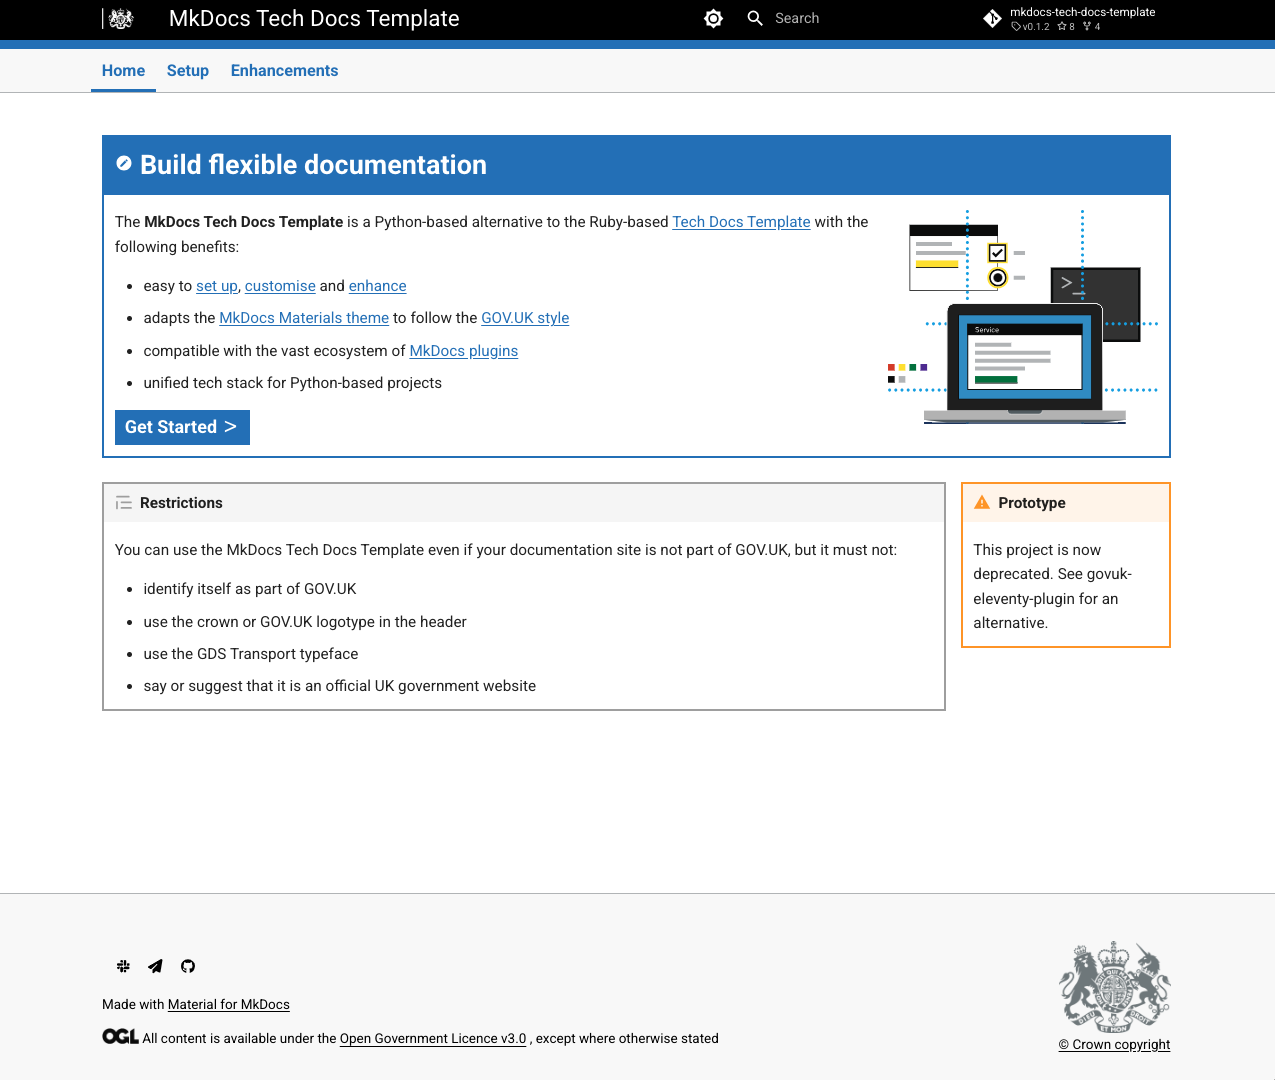 MkDocs Tech Docs Template
Search
mkdocs-tech-docs-template
v0.1.2 8 4
Home Setup Enhancements
Build flexible documentation
The MkDocs Tech Docs Template is a Python-based alternative to the Ruby-based Tech Docs Template with the
following benefits:
easy to set up, customise and enhance
adapts the MkDocs Materials theme to follow the GOV.UK style
compatible with the vast ecosystem of MkDocs plugins
unified tech stack for Python-based projects
Get Started >
>_
Service
Restrictions
You can use the MkDocs Tech Docs Template even if your documentation site is not part of GOV.UK, but it must not:
identify itself as part of GOV.UK
use the crown or GOV.UK logotype in the header
use the GDS Transport typeface
say or suggest that it is an official UK government website
Prototype
This project is now
deprecated. See govuk-
eleventy-plugin for an
alternative.
Made with Material for MkDocs
OGL All content is available under the Open Government Licence v3.0 , except where otherwise stated
© Crown copyright